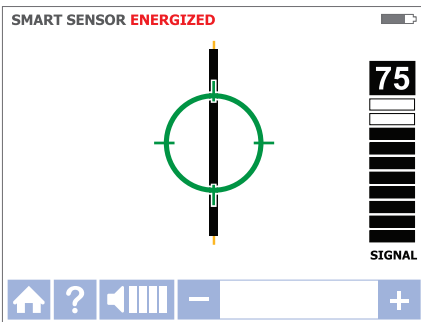 SMART SENSOR ENERGIZED
75
SIGNAL
?
−
+